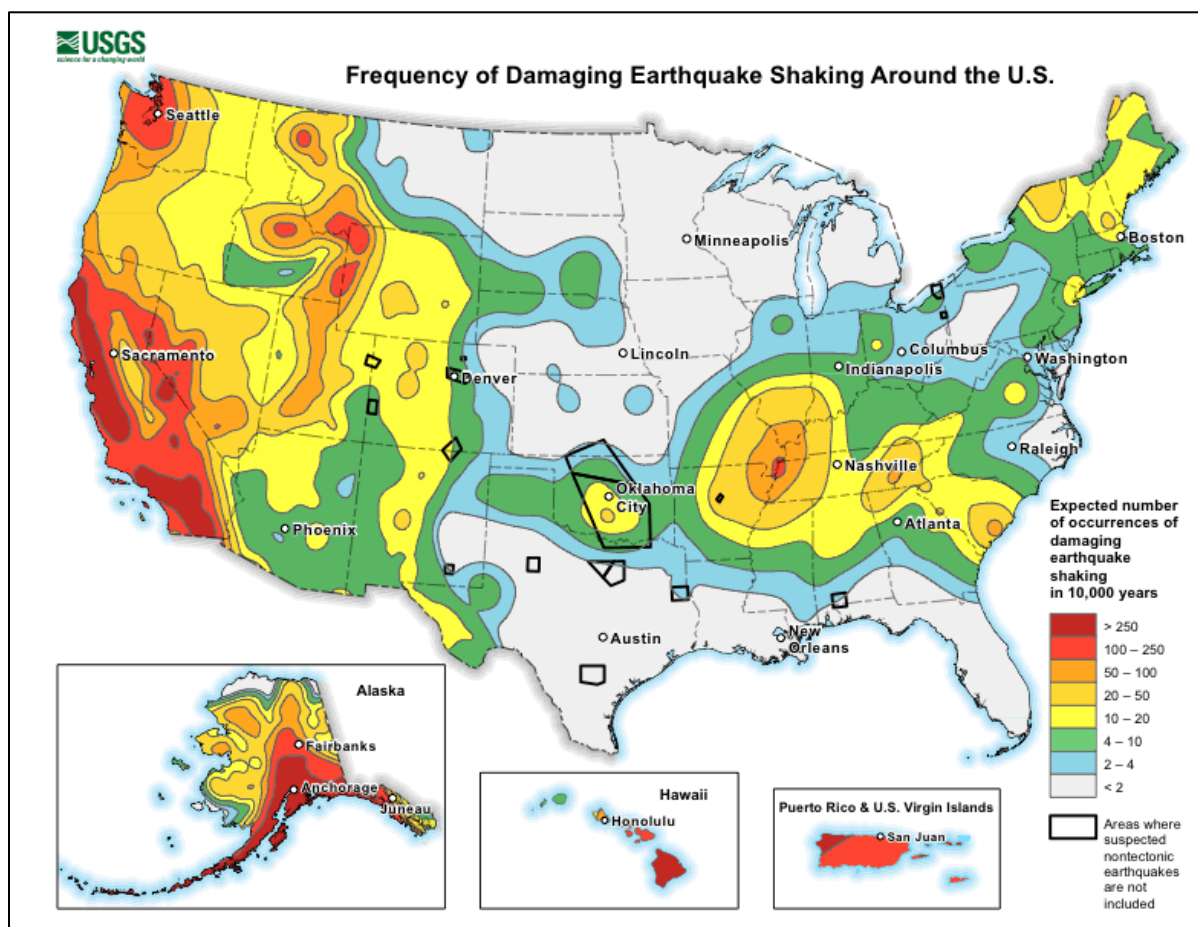 USGS
science for a changing world
Frequency of Damaging Earthquake Shaking Around the U.S.
Seattle
Minneapolis
Boston
Sacramento
Denver
Lincoln
Columbus
Washington
Indianapolis
Raleigh
Nashville
Oklahoma
City
Phoenix
Atlanta
Austin
New
Orleans
Expected number
of occurrences of
damaging
earthquake
shaking
in 10,000 years
> 250
100 – 250
50 – 100
20 – 50
10 – 20
4 – 10
2 – 4
< 2
Areas where
suspected
nontectonic
earthquakes
are not
included
Alaska
Fairbanks
Anchorage
Juneau
Hawaii
Honolulu
Puerto Rico & U.S. Virgin Islands
San Juan